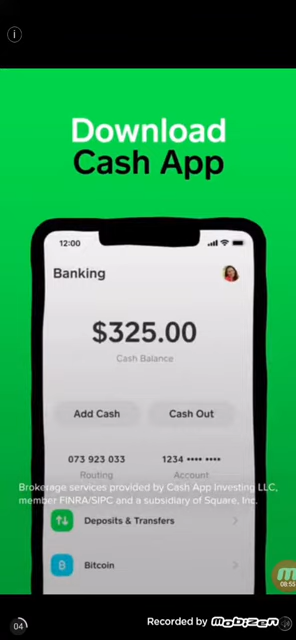 Download
Cash App
12:00
Banking
$325.00
Cash Balance
Add Cash
Cash Out
073 923 033
1234 •••• ••••
Routing
Account
Brokerage services provided by Cash App Investing LLC,
member FINRA/SIPC and a subsidiary of Square, Inc.
Deposits & Transfers
Bitcoin
08:55
04
Recorded by mobizen